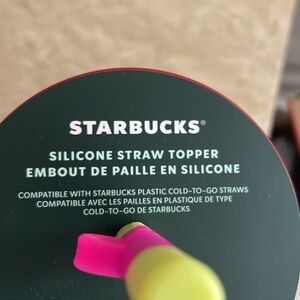 STARBUCKS®
SILICONE STRAW TOPPER
EMBOUT DE PAILLE EN SILICONE
COMPATIBLE WITH STARBUCKS PLASTIC COLD-TO-GO STRAWS
COMPATIBLE AVEC LES PAILLES EN PLASTIQUE DE TYPE
COLD-TO-GO DE STARBUCKS